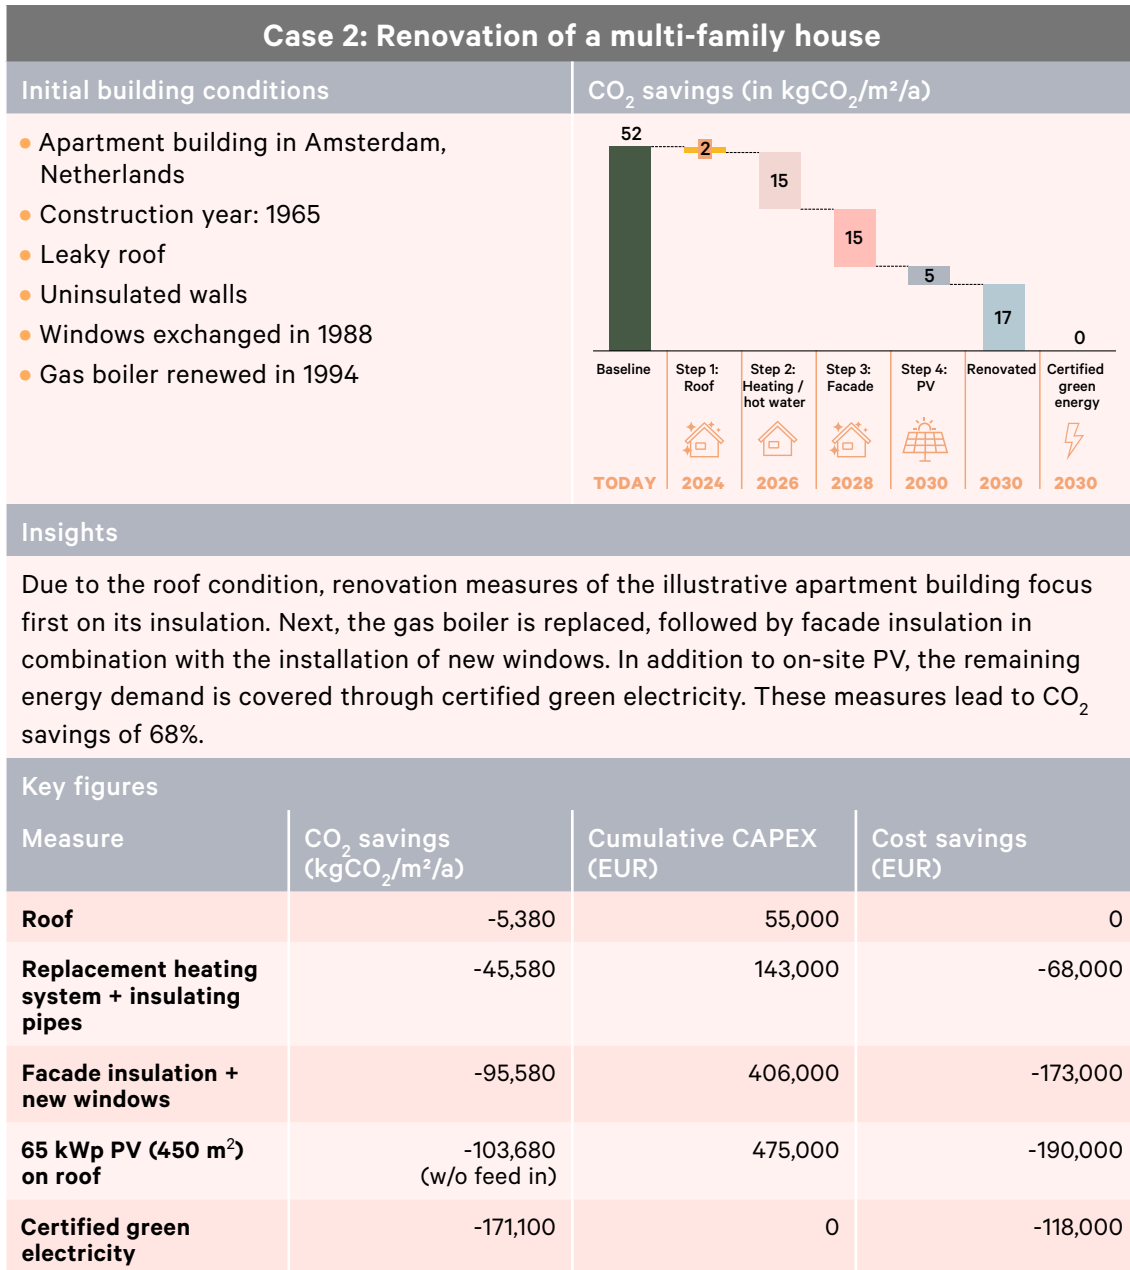 Case 2: Renovation of a multi-family house
Initial building conditions
• Apartment building in Amsterdam,
Netherlands
• Construction year: 1965
• Leaky roof
• Uninsulated walls
• Windows exchanged in 1988
• Gas boiler renewed in 1994
CO₂ savings (in kgCO₂/m²/a)
52
2
15
15
5
17
0
Baseline
Step 1:
Roof
Step 2:
Heating /
hot water
Step 3:
Facade
Step 4:
PV
Renovated
Certified
green
energy
TODAY
2024
2026
2028
2030
2030
2030
Insights
Due to the roof condition, renovation measures of the illustrative apartment building focus
first on its insulation. Next, the gas boiler is replaced, followed by facade insulation in
combination with the installation of new windows. In addition to on-site PV, the remaining
energy demand is covered through certified green electricity. These measures lead to CO₂
savings of 68%.
Key figures
Measure
CO₂ savings
(kgCO₂/m²/a)
Cumulative CAPEX
(EUR)
Cost savings
(EUR)
Roof
-5,380
55,000
0
Replacement heating
system + insulating
pipes
-45,580
143,000
-68,000
Facade insulation +
new windows
-95,580
406,000
-173,000
65 kWp PV (450 m²)
on roof
-103,680
(w/o feed in)
475,000
-190,000
Certified green
electricity
-171,100
0
-118,000